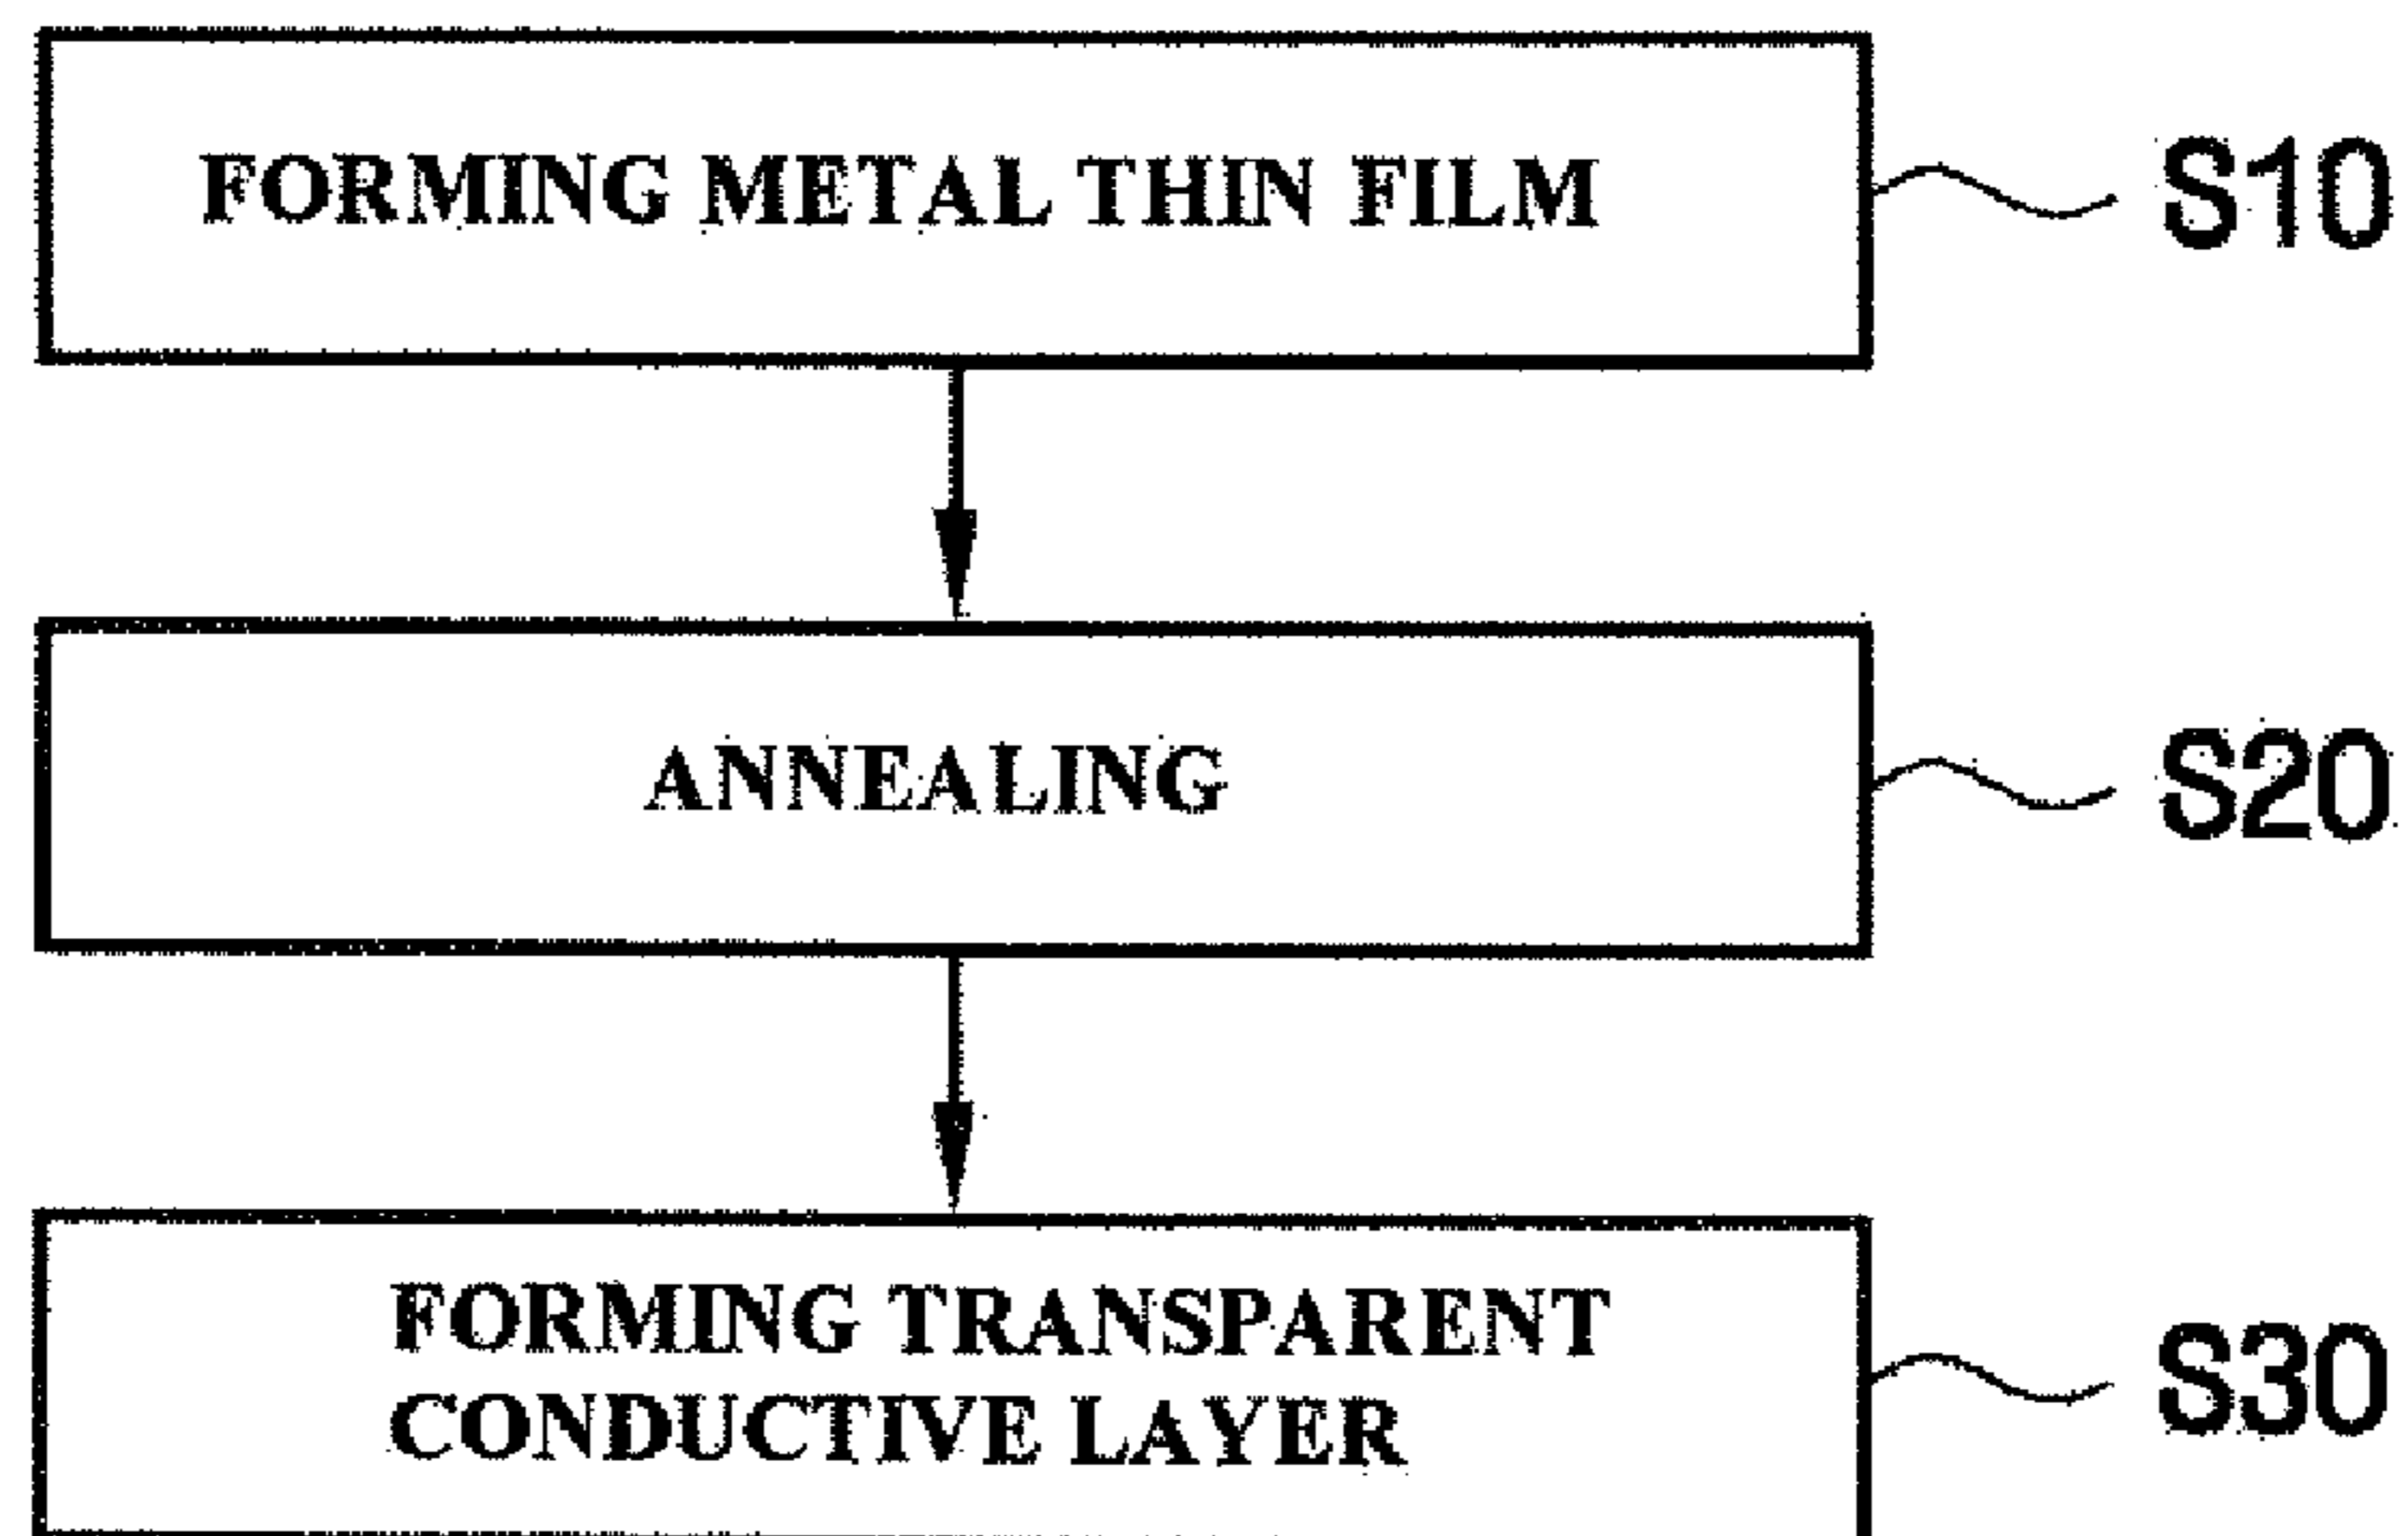 FORMING METAL THIN FILM
S10
ANNEALING
S20
FORMING TRANSPARENT
CONDUCTIVE LAYER
S30